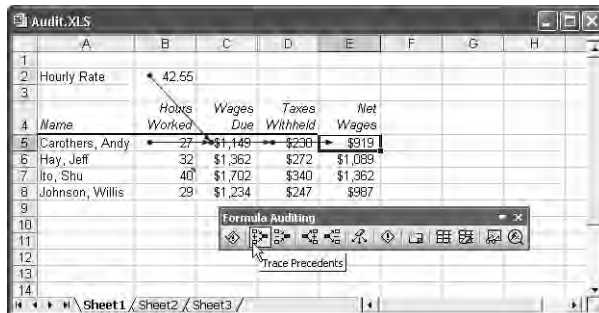 Audit.XLS
A B C D E F G H
1
2 Hourly Rate 42.55
3
Hours Wages Taxes Net
4 Name Worked Due Withheld Wages
5 Carothers, Andy 27 $1,149 $230 $919
6 Hay, Jeff 32 $1,362 $272 $1,089
7 Ito, Shu 40 $1,702 $340 $1,362
8 Johnson, Willis 29 $1,234 $247 $987
9
Formula Auditing
10
11
12
Trace Precedents
13
14
Sheet1 / Sheet2 / Sheet3 /